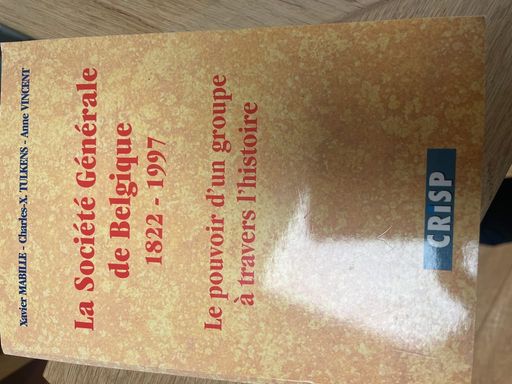 Xavier MABILLE - Charles-X. TULKENS - Anne VINCENT
La Société Générale
de Belgique
1822 - 1997
Le pouvoir d'un groupe
à travers l'histoire
CRiSP